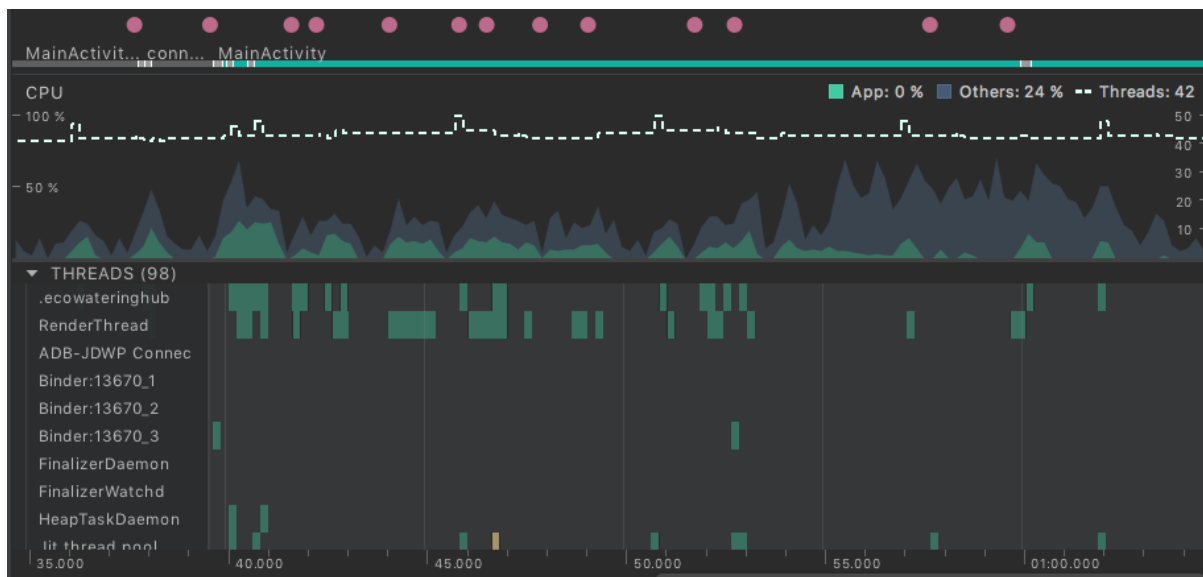 MainActivit... conn... MainActivity
CPU App: 0 % Others: 24 % Threads: 42
100 % 50
40
50 % 30
20
10
THREADS (98)
.ecowateringhub
RenderThread
ADB-JDWP Connec
Binder:13670_1
Binder:13670_2
Binder:13670_3
FinalizerDaemon
FinalizerWatchd
HeapTaskDaemon
Jit thread pool
35.000 40.000 45.000 50.000 55.000 01:00.000